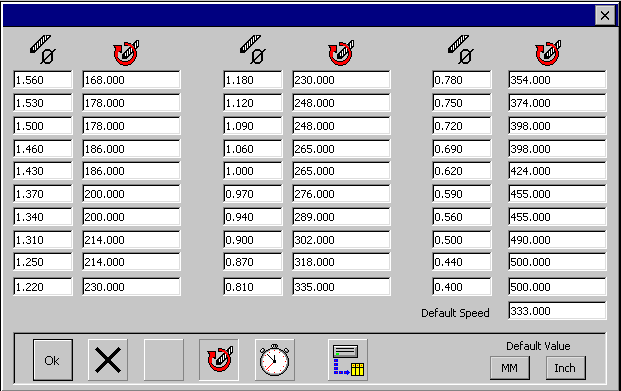 1.560 168.000 1.180 230.000 0.780 354.000
1.530 178.000 1.120 248.000 0.750 374.000
1.500 178.000 1.090 248.000 0.720 398.000
1.460 186.000 1.060 265.000 0.690 398.000
1.430 186.000 1.000 265.000 0.620 424.000
1.370 200.000 0.970 276.000 0.590 455.000
1.340 200.000 0.940 289.000 0.560 455.000
1.310 214.000 0.900 302.000 0.500 490.000
1.250 214.000 0.870 318.000 0.440 500.000
1.220 230.000 0.810 335.000 0.400 500.000
Default Speed 333.000
Default Value
Ok MM Inch